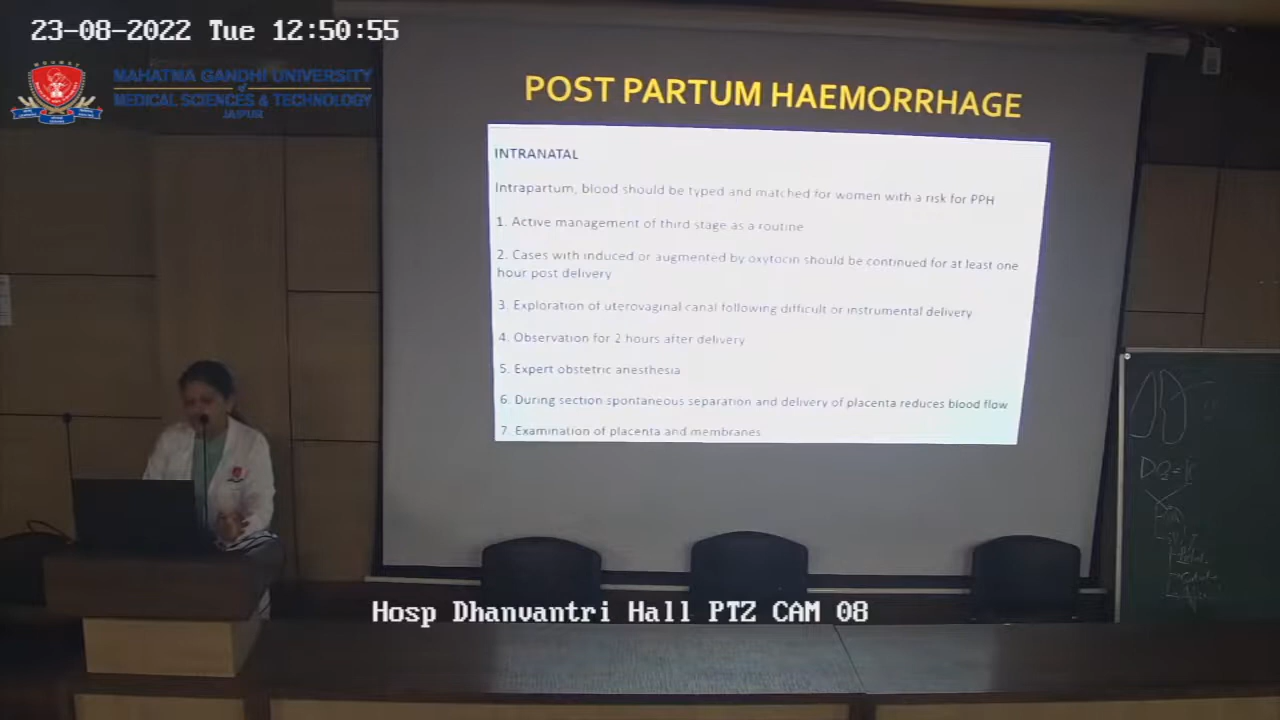 23-08-2022 Tue 12:50:55
MAHATMA GANDHI UNIVERSITY
of
MEDICAL SCIENCES & TECHNOLOGY
JAIPUR
POST PARTUM HAEMORRHAGE
INTRANATAL
Intrapartum, blood should be typed and matched for women with a risk for PPH
1. Active management of third stage as a routine
2. Cases with induced or augmented by oxytocin should be continued for at least one
hour post delivery
3. Exploration of uterovaginal canal following difficult or instrumental delivery
4. Observation for 2 hours after delivery
5. Expert obstetric anesthesia
6. During section spontaneous separation and delivery of placenta reduces blood flow
7. Examination of placenta and membranes
Hosp Dhanvantri Hall PTZ CAM 08